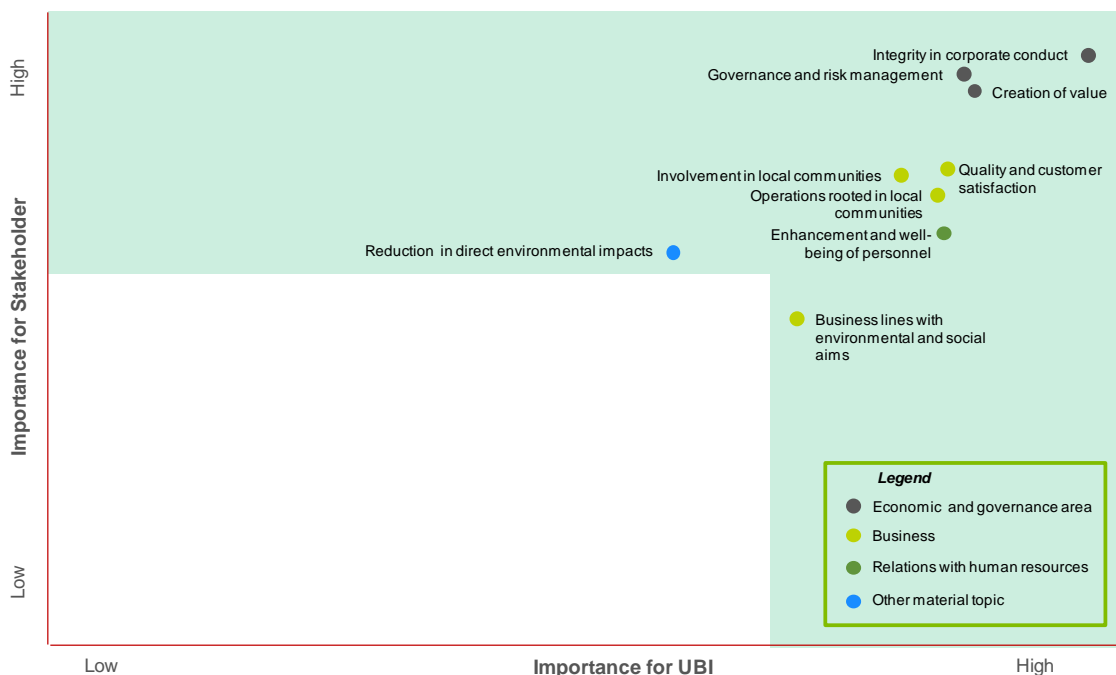 High
Importance for Stakeholder
Low
Integrity in corporate conduct
Governance and risk management
Creation of value
Quality and customer
satisfaction
Involvement in local communities
Operations rooted in local
communities
Enhancement and well-
being of personnel
Reduction in direct environmental impacts
Business lines with
environmental and social
aims
Legend
Economic and governance area
Business
Relations with human resources
Other material topic
Low
Importance for UBI
High